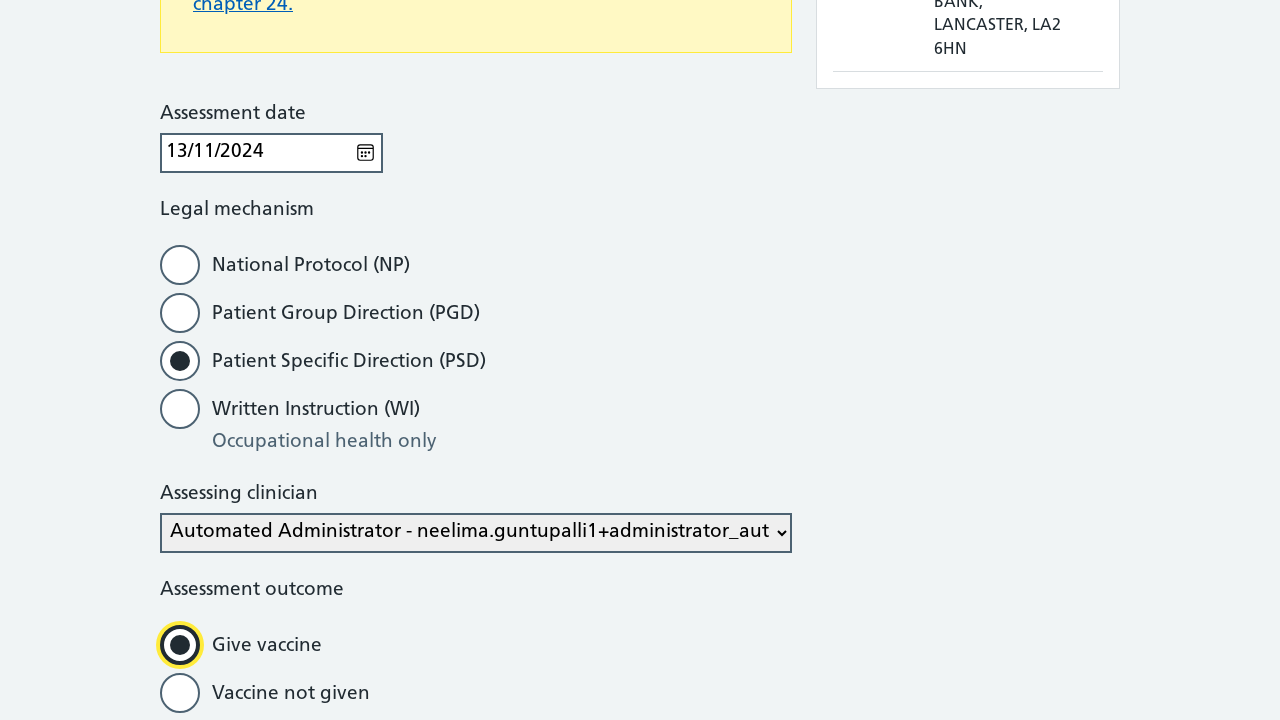 chapter 24.
BANK,
LANCASTER, LA2
6HN
Assessment date
13/11/2024
Legal mechanism
National Protocol (NP)
Patient Group Direction (PGD)
Patient Specific Direction (PSD)
Written Instruction (WI)
Occupational health only
Assessing clinician
Automated Administrator - neelima.guntupalli1+administrator_aut
Assessment outcome
Give vaccine
Vaccine not given